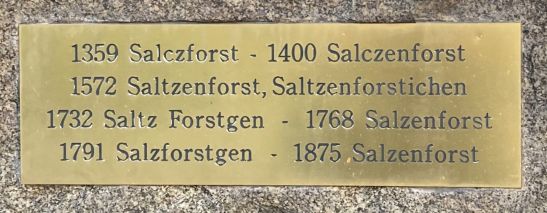 1359 Salczforst - 1400 Salczenforst
1572 Saltzenforst, Saltzenforstichen
1732 Saltz Forstgen - 1768 Salzenforst
1791 Salzforstgen - 1875 Salzenforst